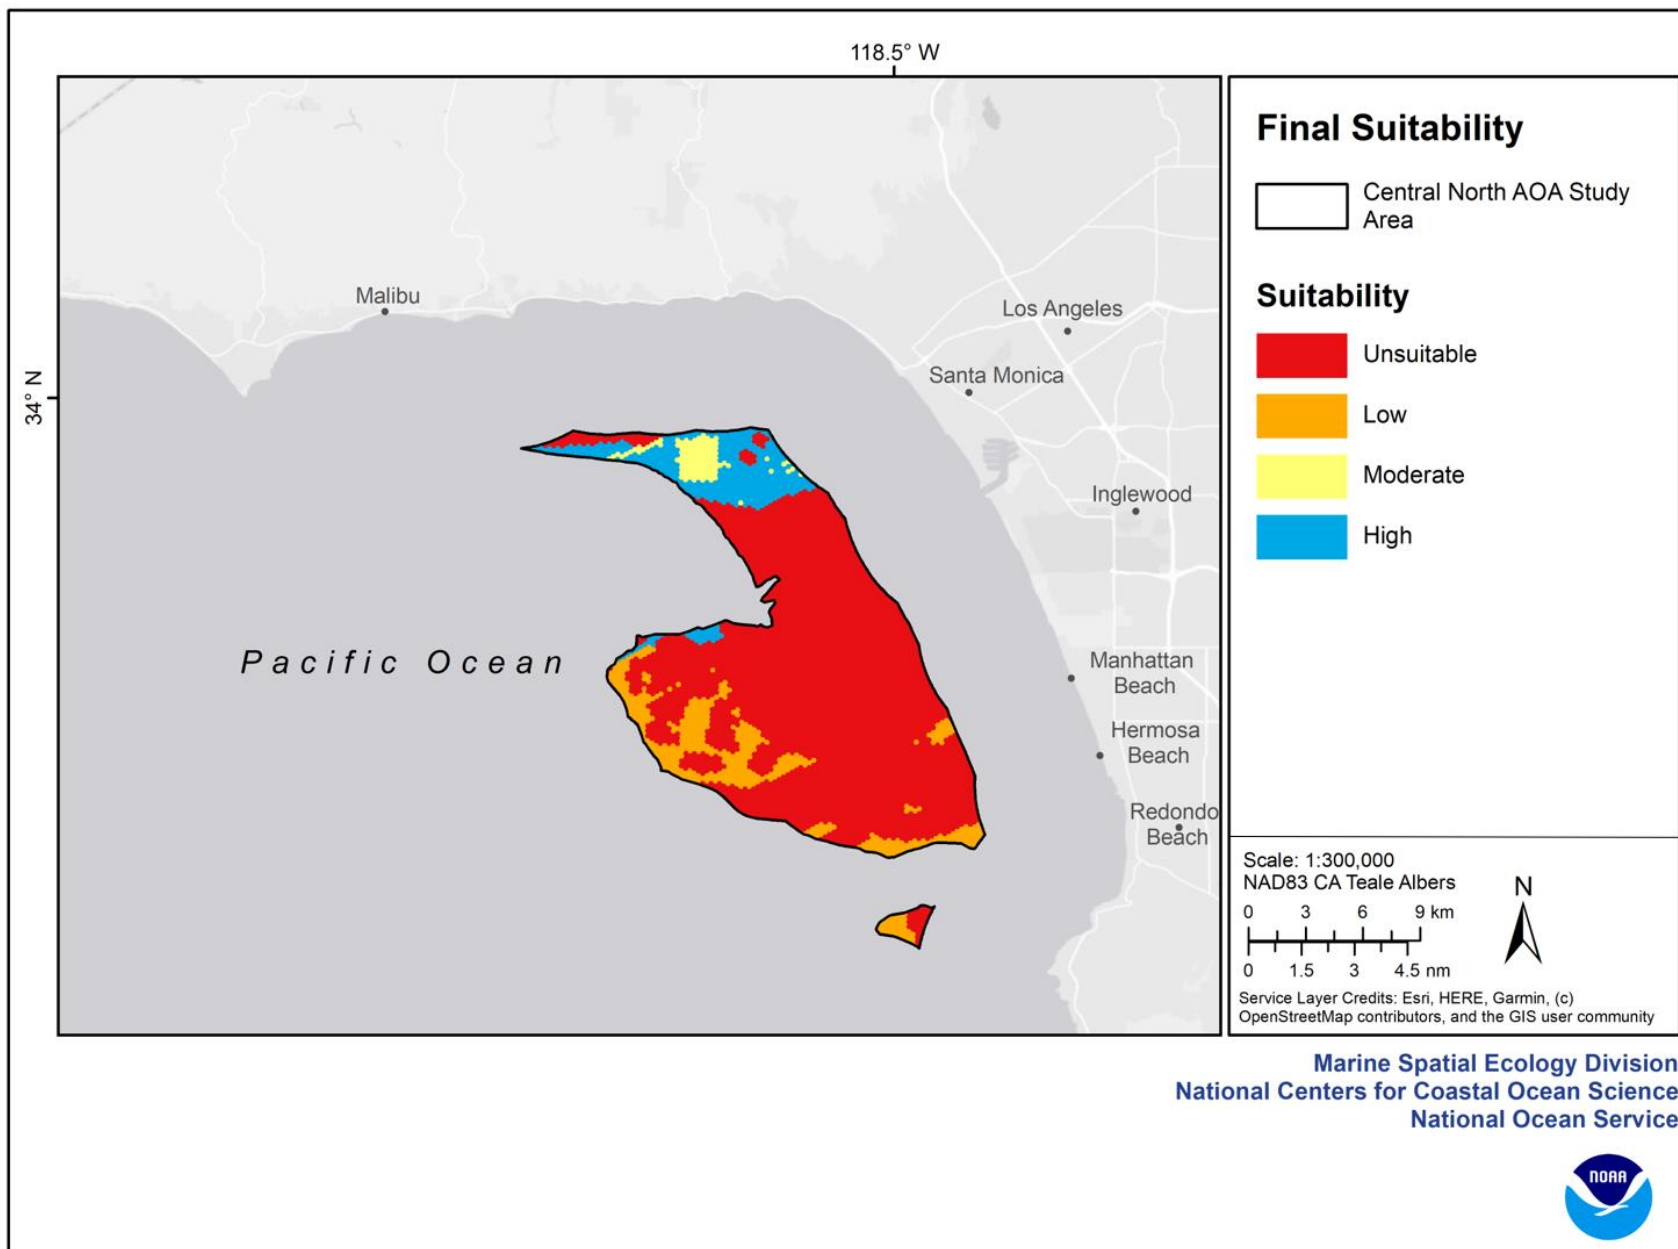 118.5° W
34° N
Malibu
Los Angeles
Santa Monica
Inglewood
Pacific Ocean
Manhattan
Beach
Hermosa
Beach
Redondo
Beach
Final Suitability
Central North AOA Study
Area
Suitability
Unsuitable
Low
Moderate
High
Scale: 1:300,000
NAD83 CA Teale Albers
0 3 6 9 km
0 1.5 3 4.5 nm
N
Service Layer Credits: Esri, HERE, Garmin, (c)
OpenStreetMap contributors, and the GIS user community
Marine Spatial Ecology Division
National Centers for Coastal Ocean Science
National Ocean Service
NOAA